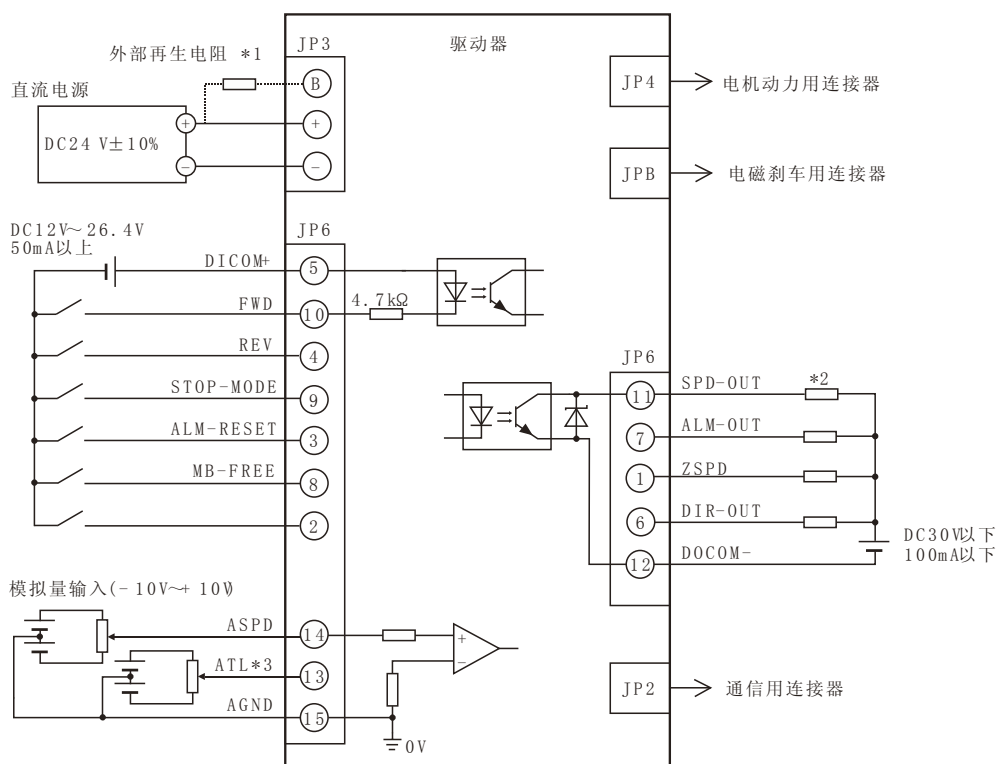 驱动器
JP3
外部再生电阻 *1
直流电源
B
+
+
DC24 V±10%
−
−
JP4
电机动力用连接器
JPB
电磁刹车用连接器
DC12V～26.4V
50mA以上
JP6
DICOM+
5
FWD
10
4.7kΩ
REV
4
STOP-MODE
9
ALM-RESET
3
MB-FREE
8
2
JP6
SPD-OUT
11
*2
ALM-OUT
7
ZSPD
1
DIR-OUT
6
DOCOM-
12
DC30V以下
100mA以下
模拟量输入(-10V～+10V)
ASPD
14
+
−
ATL*3
13
AGND
15
0V
JP2
通信用连接器